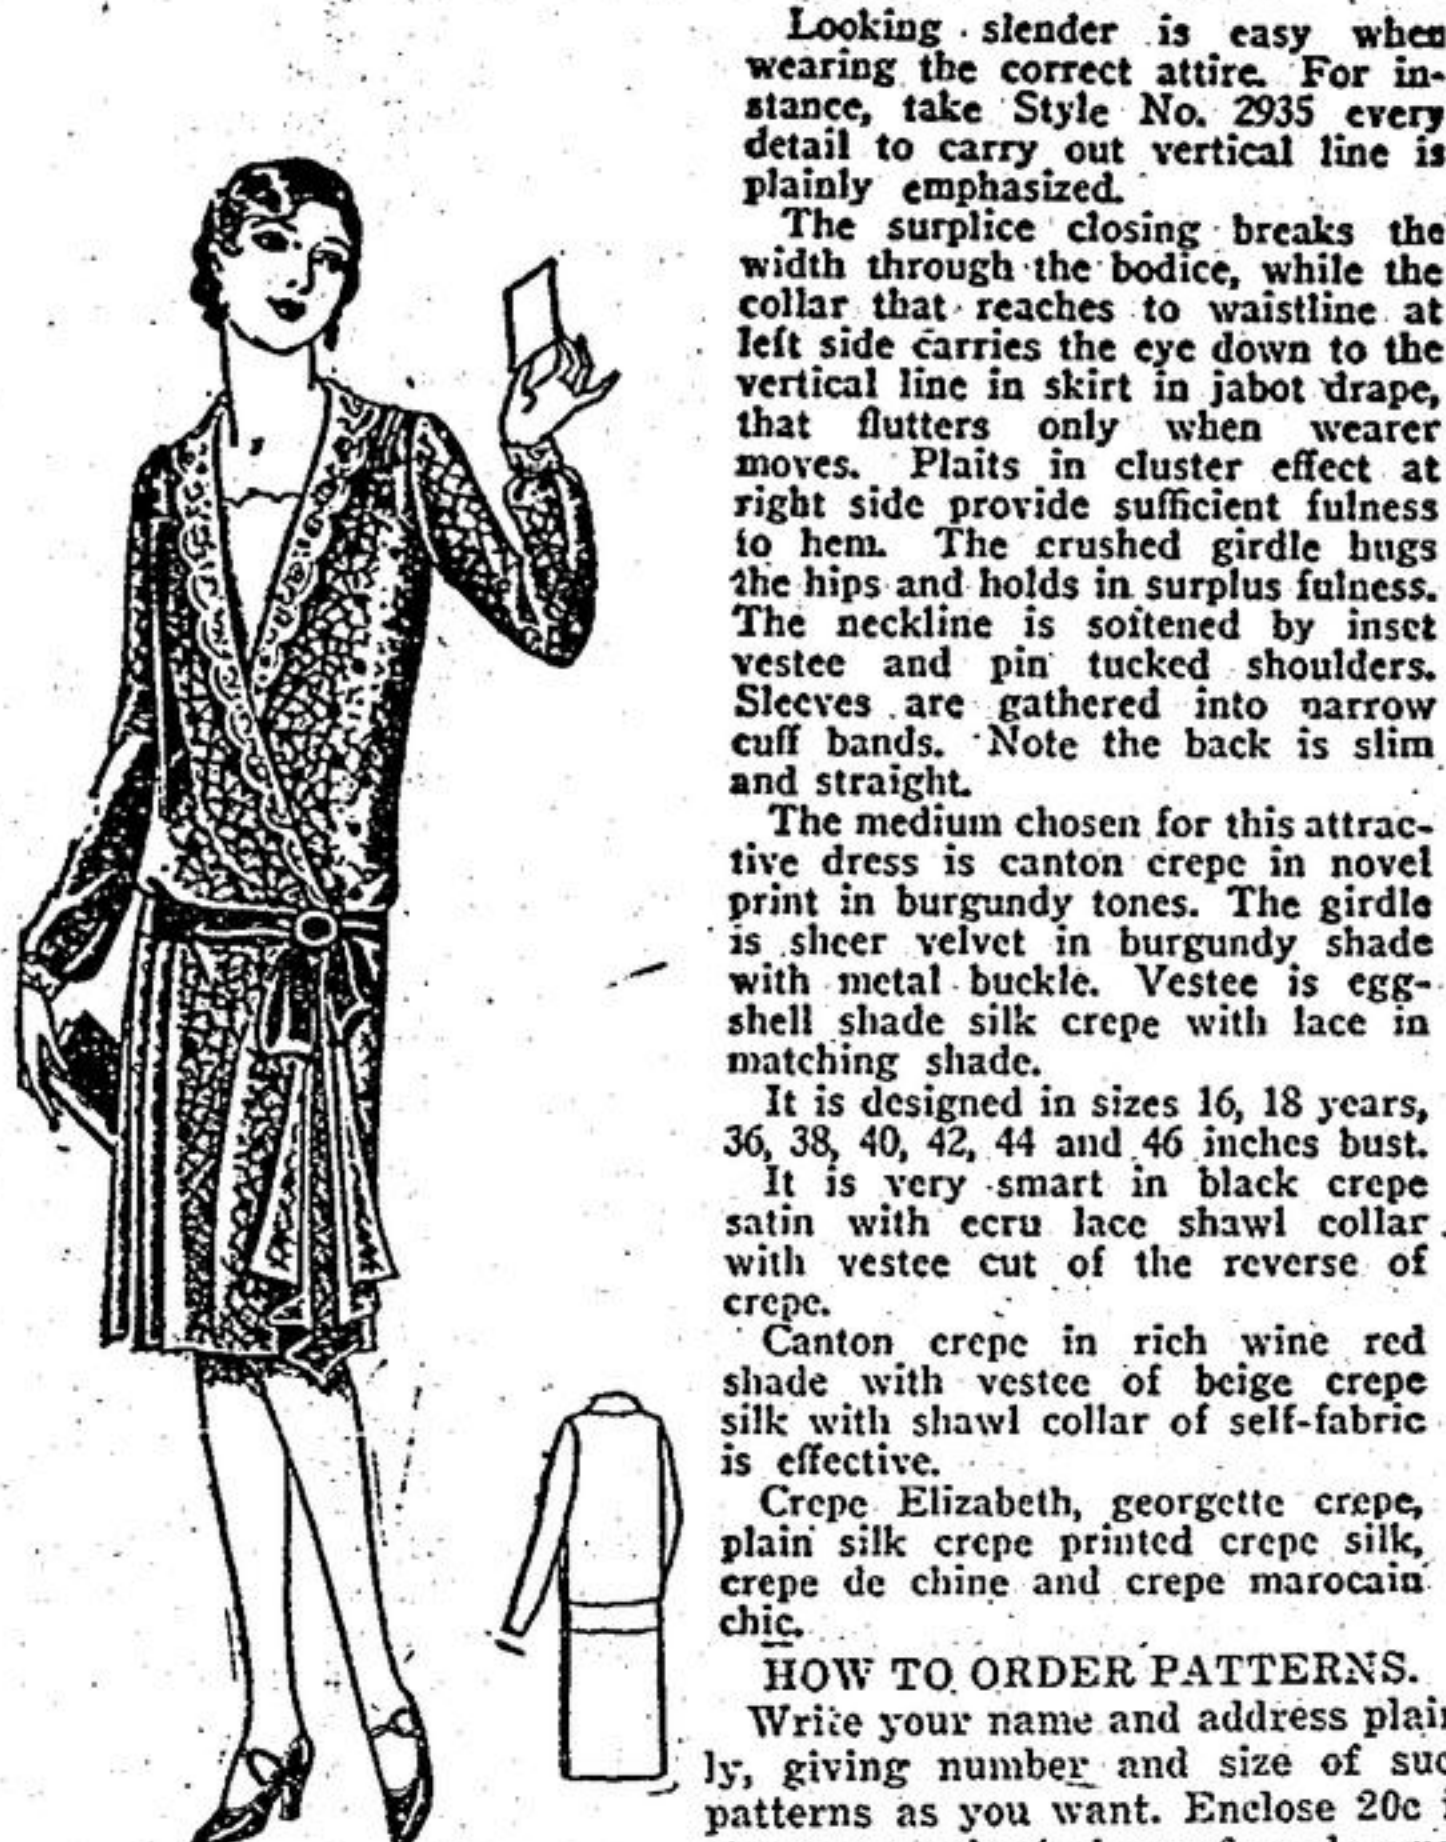 Looking slender is easy when
wearing the correct attire. For in-
stance, take Style No. 2935 every
detail to carry out vertical line is
plainly emphasized.
The surplice closing breaks the
width through the bodice, while the
collar that reaches to waistline at
left side carries the eye down to the
vertical line in skirt in jabot drape,
that flutters only when wearer
moves. Plaits in cluster effect at
right side provide sufficient fulness
to hem. The crushed girdle hugs
the hips and holds in surplus fulness.
The neckline is softened by inset
vestee and pin tucked shoulders.
Sleeves are gathered into narrow
cuff bands. Note the back is slim
and straight.
The medium chosen for this attrac-
tive dress is canton crepe in novel
print in burgundy tones. The girdle
is sheer velvet in burgundy shade
with metal buckle. Vestee is egg-
shell shade silk crepe with lace in
matching shade.
It is designed in sizes 16, 18 years,
36, 38, 40, 42, 44 and 46 inches bust.
It is very smart in black crepe
satin with ecru lace shawl collar
with vestee cut of the reverse of
crepe.
Canton crepe in rich wine red
shade with vestee of beige crepe
silk with shawl collar of self-fabric
is effective.
Crepe Elizabeth, georgette crepe,
plain silk crepe printed crepe silk,
crepe de chine and crepe marocain
chic.
HOW TO ORDER PATTERNS.
Write your name and address plain
ly, giving number and size of suc
patterns as you want. Enclose 20c